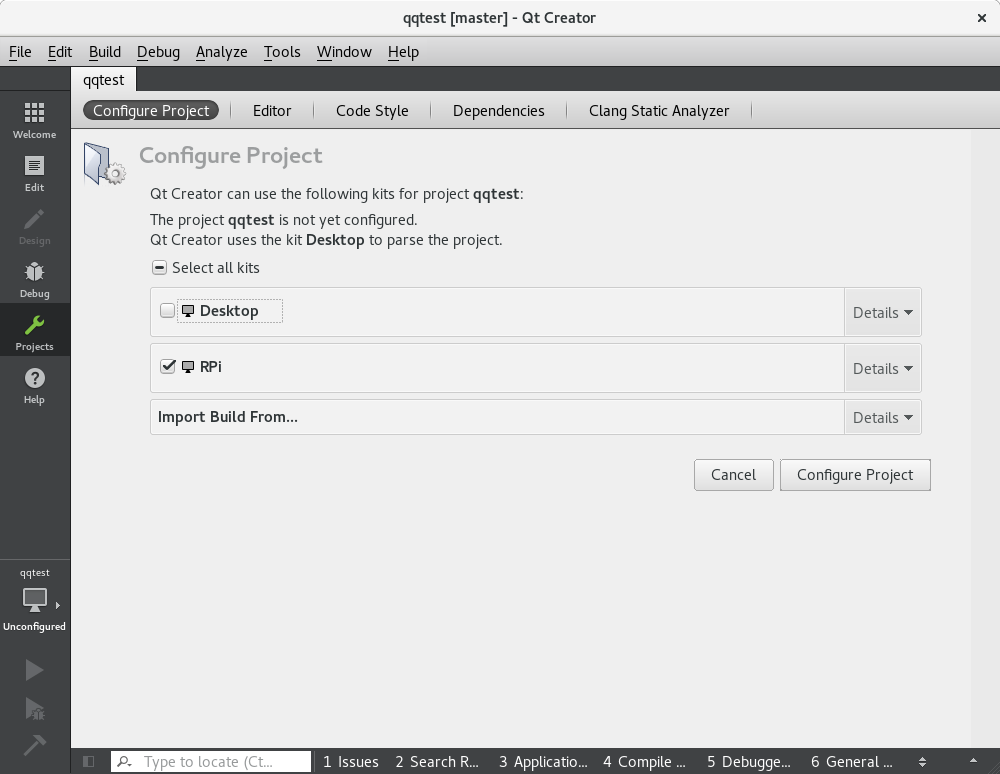 qqtest [master] - Qt Creator
File Edit Build Debug Analyze Tools Window Help
qqtest
Configure Project Editor Code Style Dependencies Clang Static Analyzer
Welcome
Edit
Design
Debug
Projects
Help
Configure Project
Qt Creator can use the following kits for project qqtest:
The project qqtest is not yet configured.
Qt Creator uses the kit Desktop to parse the project.
Select all kits
Desktop Details
RPi Details
Import Build From... Details
Cancel Configure Project
qqtest
Unconfigured
Type to locate (Ct... 1 Issues 2 Search R... 3 Applicatio... 4 Compile ... 5 Debugge... 6 General ...